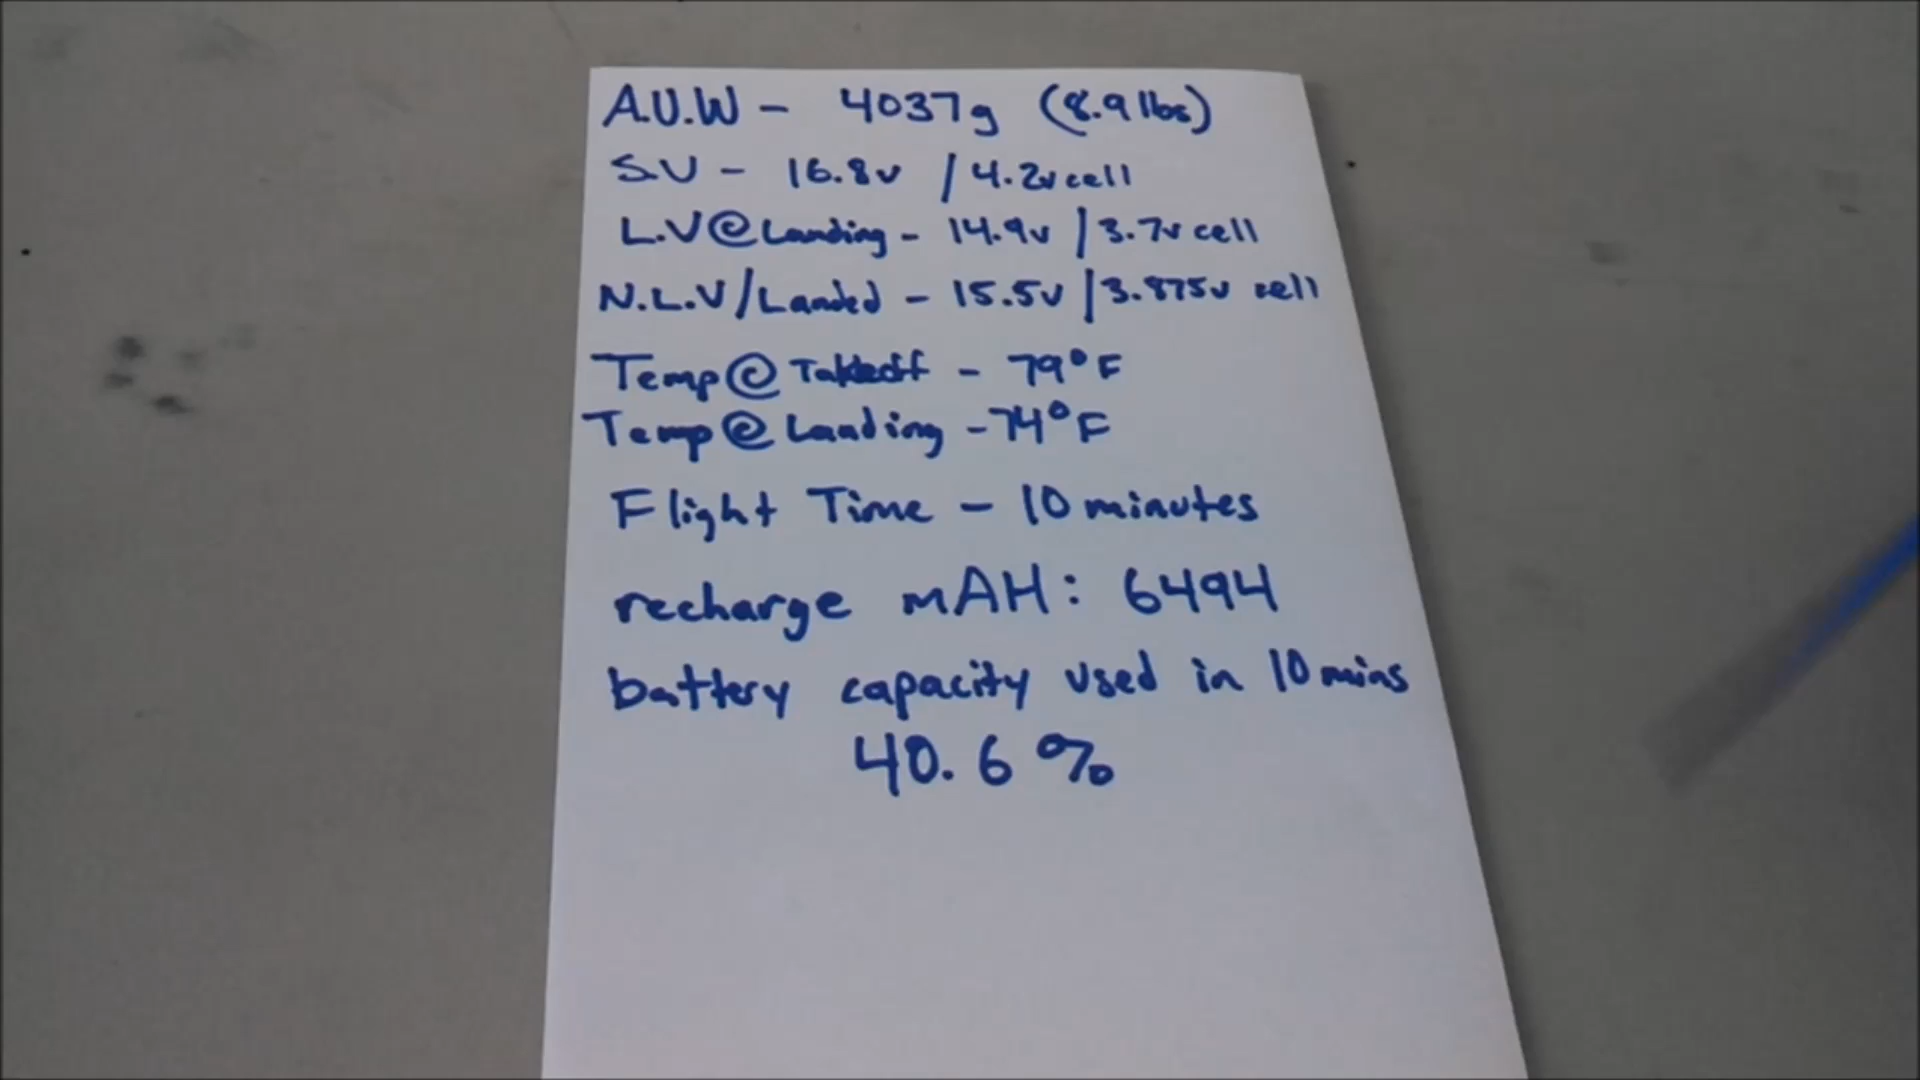 A.U.W - 4037g (8.9 lbs)
S.V - 16.8v / 4.2v cell
L.V@Landing - 14.9v | 3.7v cell
N.L.V/Landed - 15.5v | 3.875v cell
Temp@Takeoff - 79°F
Temp@Landing - 74°F
Flight Time - 10 minutes
recharge mAH: 6494
battery capacity used in 10 mins
40.6 %